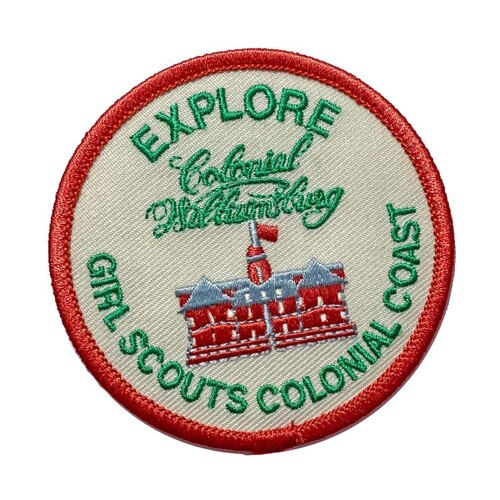 EXPLORE
Colonial
Williamsburg
GIRL SCOUTS COLONIAL COAST